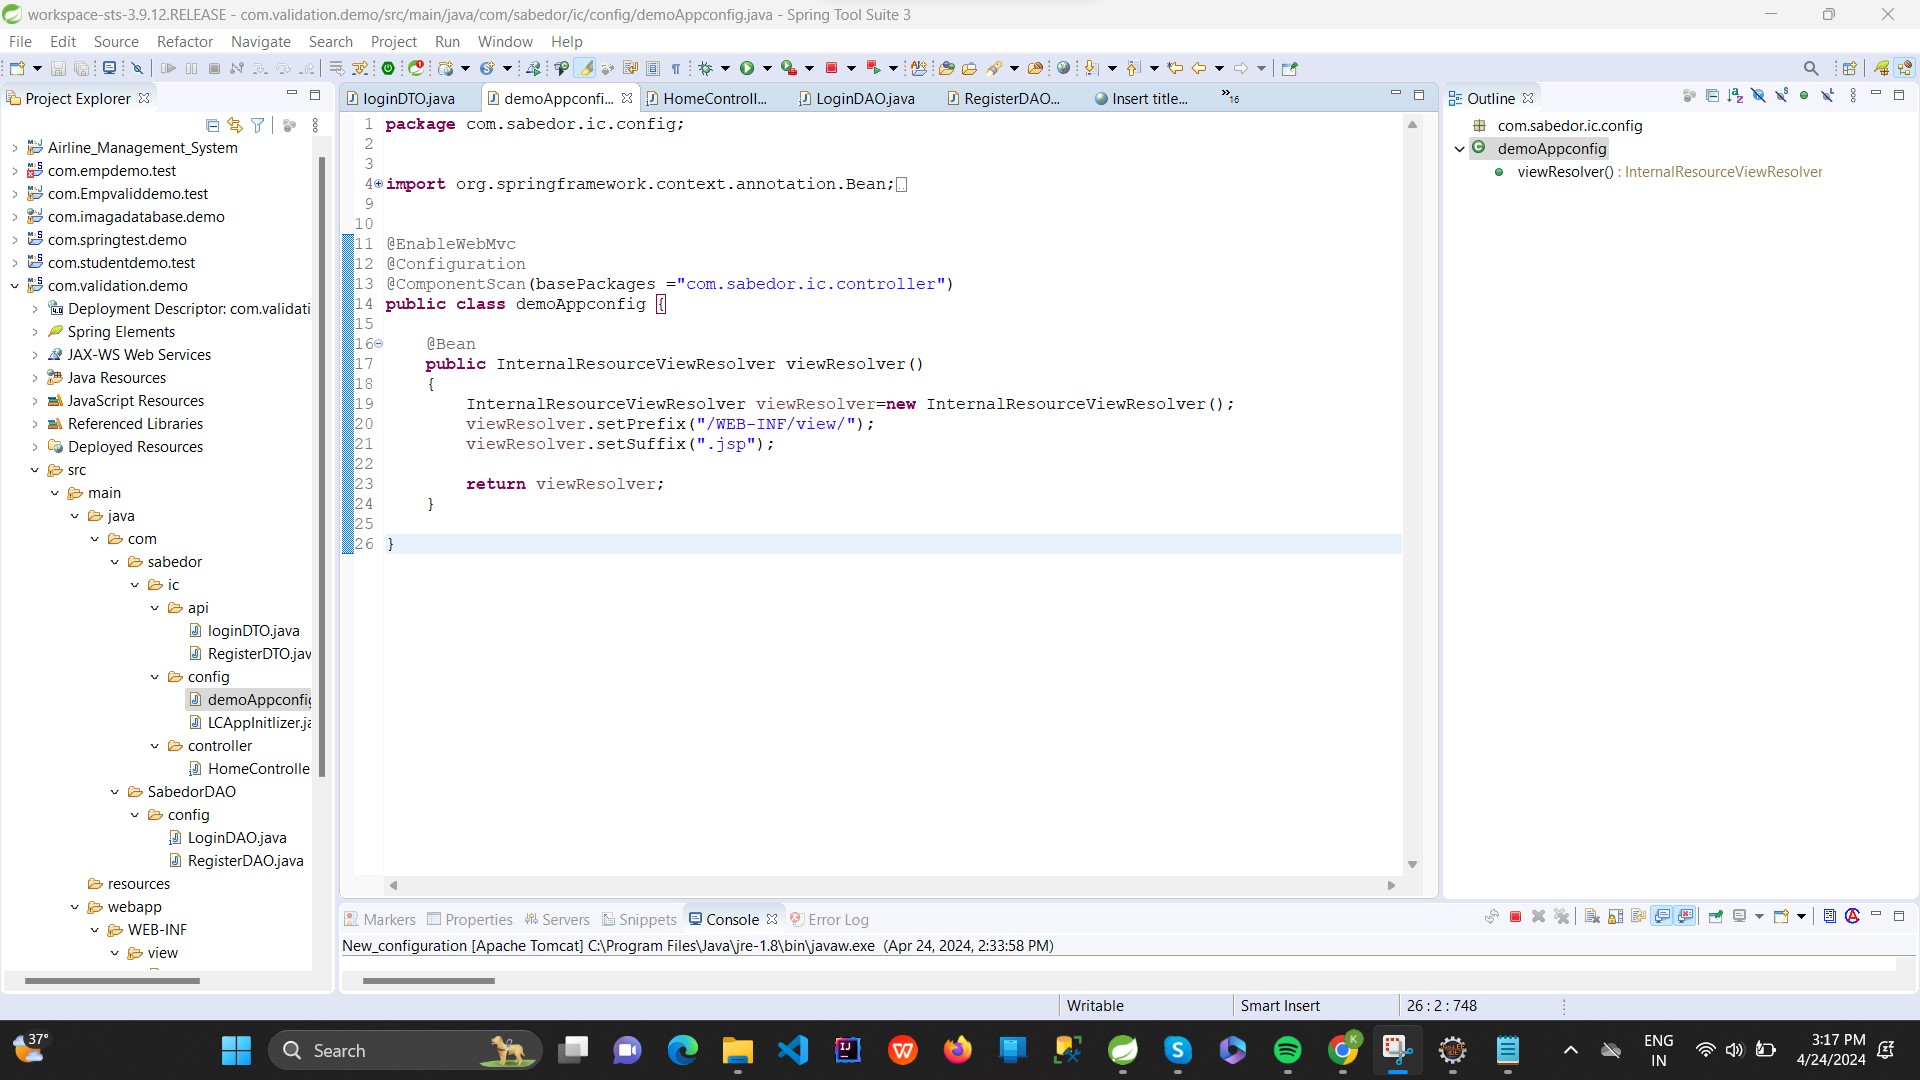 workspace-sts-3.9.12.RELEASE - com.validation.demo/src/main/java/com/sabedor/ic/config/demoAppconfig.java - Spring Tool Suite 3
File Edit Source Refactor Navigate Search Project Run Window Help
Project Explorer
Airline_Management_System
com.empdemo.test
com.Empvaliddemo.test
com.imagadatabase.demo
com.springtest.demo
com.studentdemo.test
com.validation.demo
Deployment Descriptor: com.validati
Spring Elements
JAX-WS Web Services
Java Resources
JavaScript Resources
Referenced Libraries
Deployed Resources
src
main
java
com
sabedor
ic
api
loginDTO.java
RegisterDTO.jav
config
demoAppconfig
LCAppInitlizer.ja
controller
HomeControlle
SabedorDAO
config
LoginDAO.java
RegisterDAO.java
resources
webapp
WEB-INF
view
loginDTO.java demoAppconfi... HomeControll... LoginDAO.java RegisterDAO... Insert title... »16
1 package com.sabedor.ic.config;
2
3
4 import org.springframework.context.annotation.Bean;
9
10
11 @EnableWebMvc
12 @Configuration
13 @ComponentScan(basePackages ="com.sabedor.ic.controller")
14 public class demoAppconfig {
15
16 @Bean
17 public InternalResourceViewResolver viewResolver()
18 {
19 InternalResourceViewResolver viewResolver=new InternalResourceViewResolver();
20 viewResolver.setPrefix("/WEB-INF/view/");
21 viewResolver.setSuffix(".jsp");
22
23 return viewResolver;
24 }
25
26 }
Outline
com.sabedor.ic.config
demoAppconfig
viewResolver() : InternalResourceViewResolver
Markers Properties Servers Snippets Console Error Log
New_configuration [Apache Tomcat] C:\Program Files\Java\jre-1.8\bin\javaw.exe (Apr 24, 2024, 2:33:58 PM)
Writable Smart Insert 26 : 2 : 748
37°
Search
ENG
IN
3:17 PM
4/24/2024